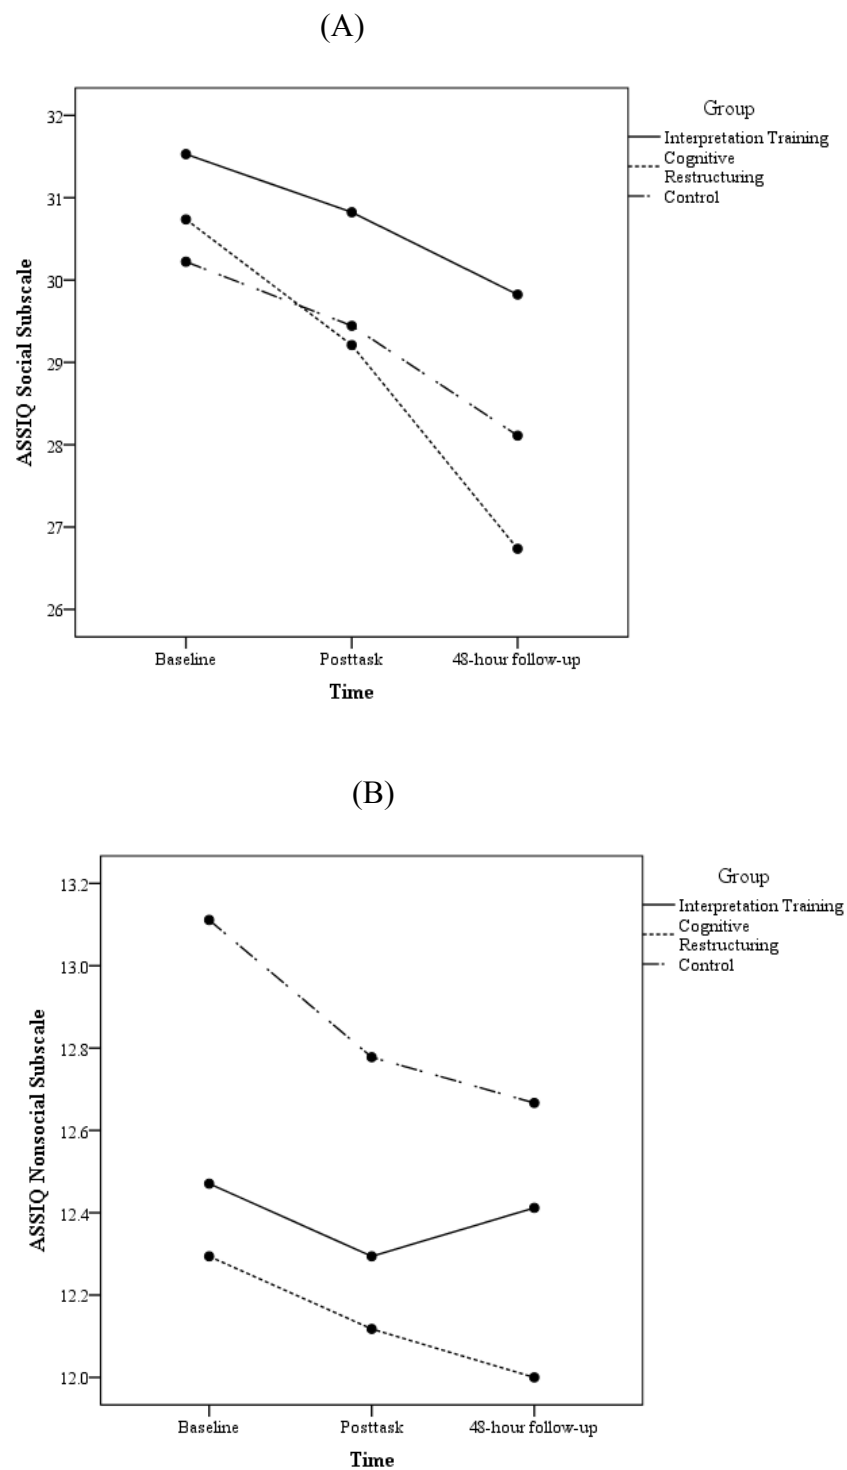 (A)
32
31
30
29
28
27
26
ASSIQ Social Subscale
Baseline
Posttask
48-hour follow-up
Time
Group
Interpretation Training
Cognitive
Restructuring
Control
(B)
13.2
13.0
12.8
12.6
12.4
12.2
12.0
ASSIQ Nonsocial Subscale
Baseline
Posttask
48-hour follow-up
Time
Group
Interpretation Training
Cognitive
Restructuring
Control